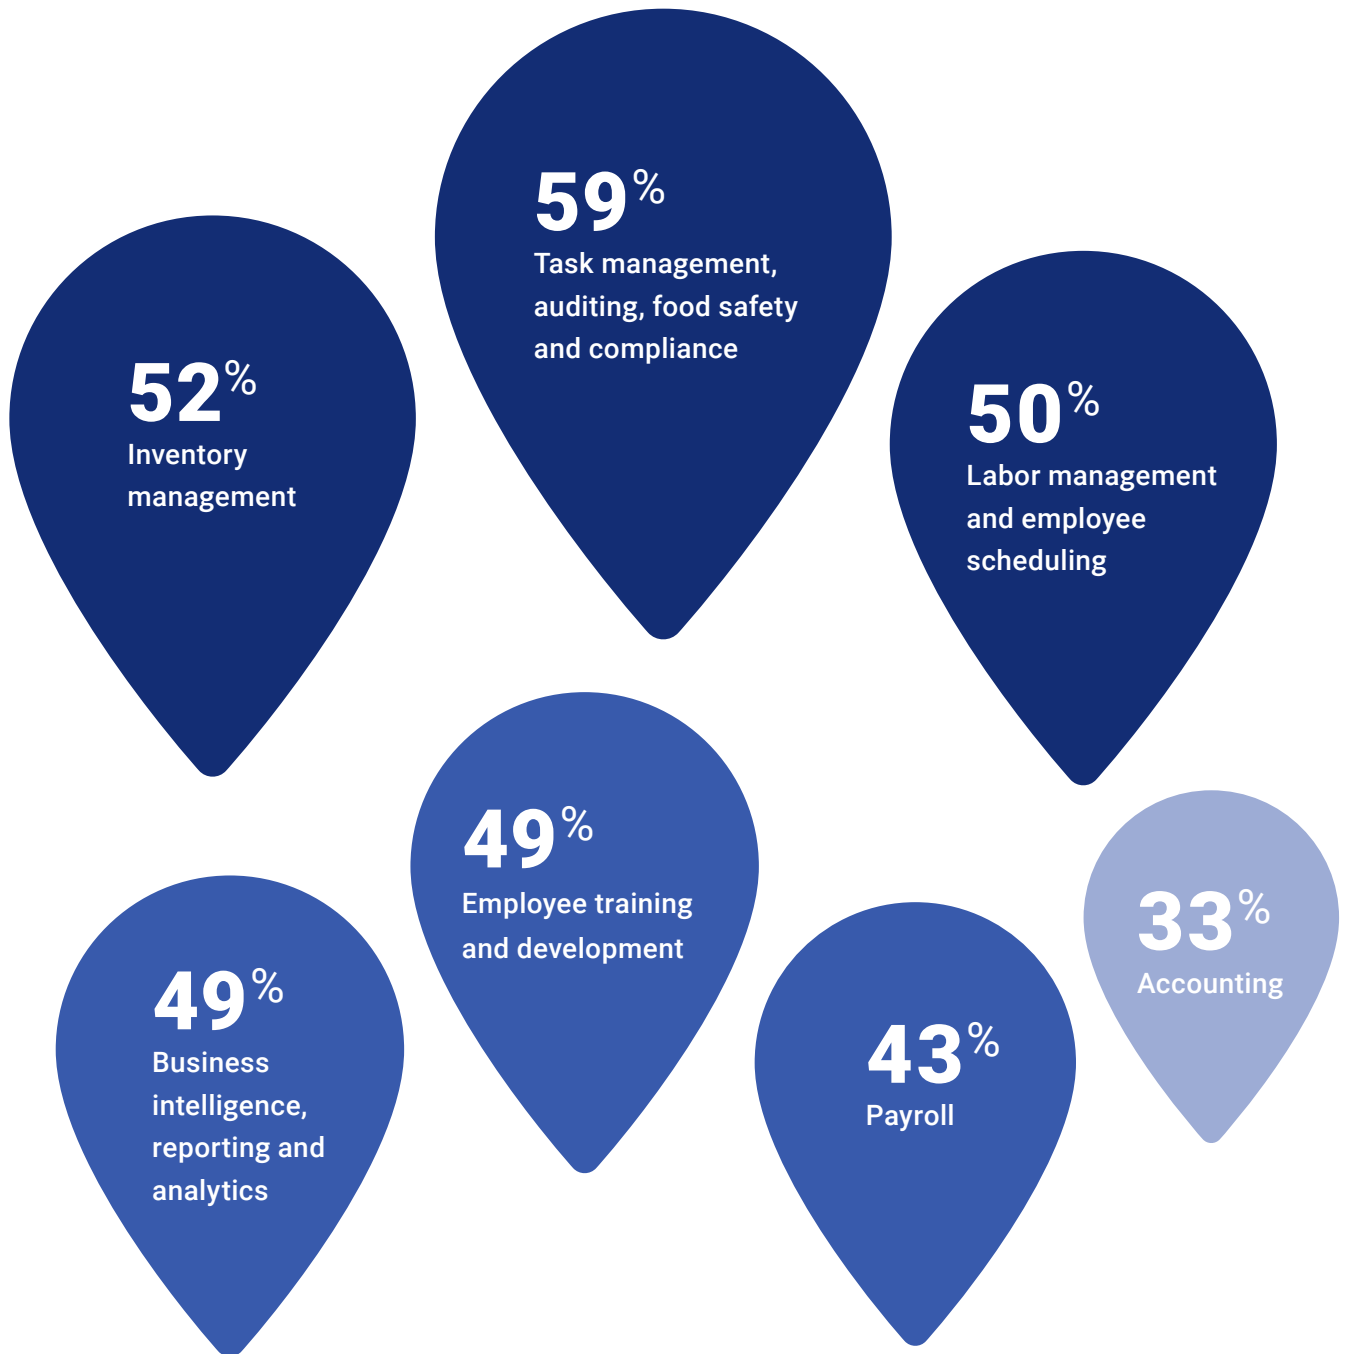 59%
Task management,
auditing, food safety
and compliance
52%
Inventory
management
50%
Labor management
and employee
scheduling
49%
Employee training
and development
33%
Accounting
49%
Business
intelligence,
reporting and
analytics
43%
Payroll